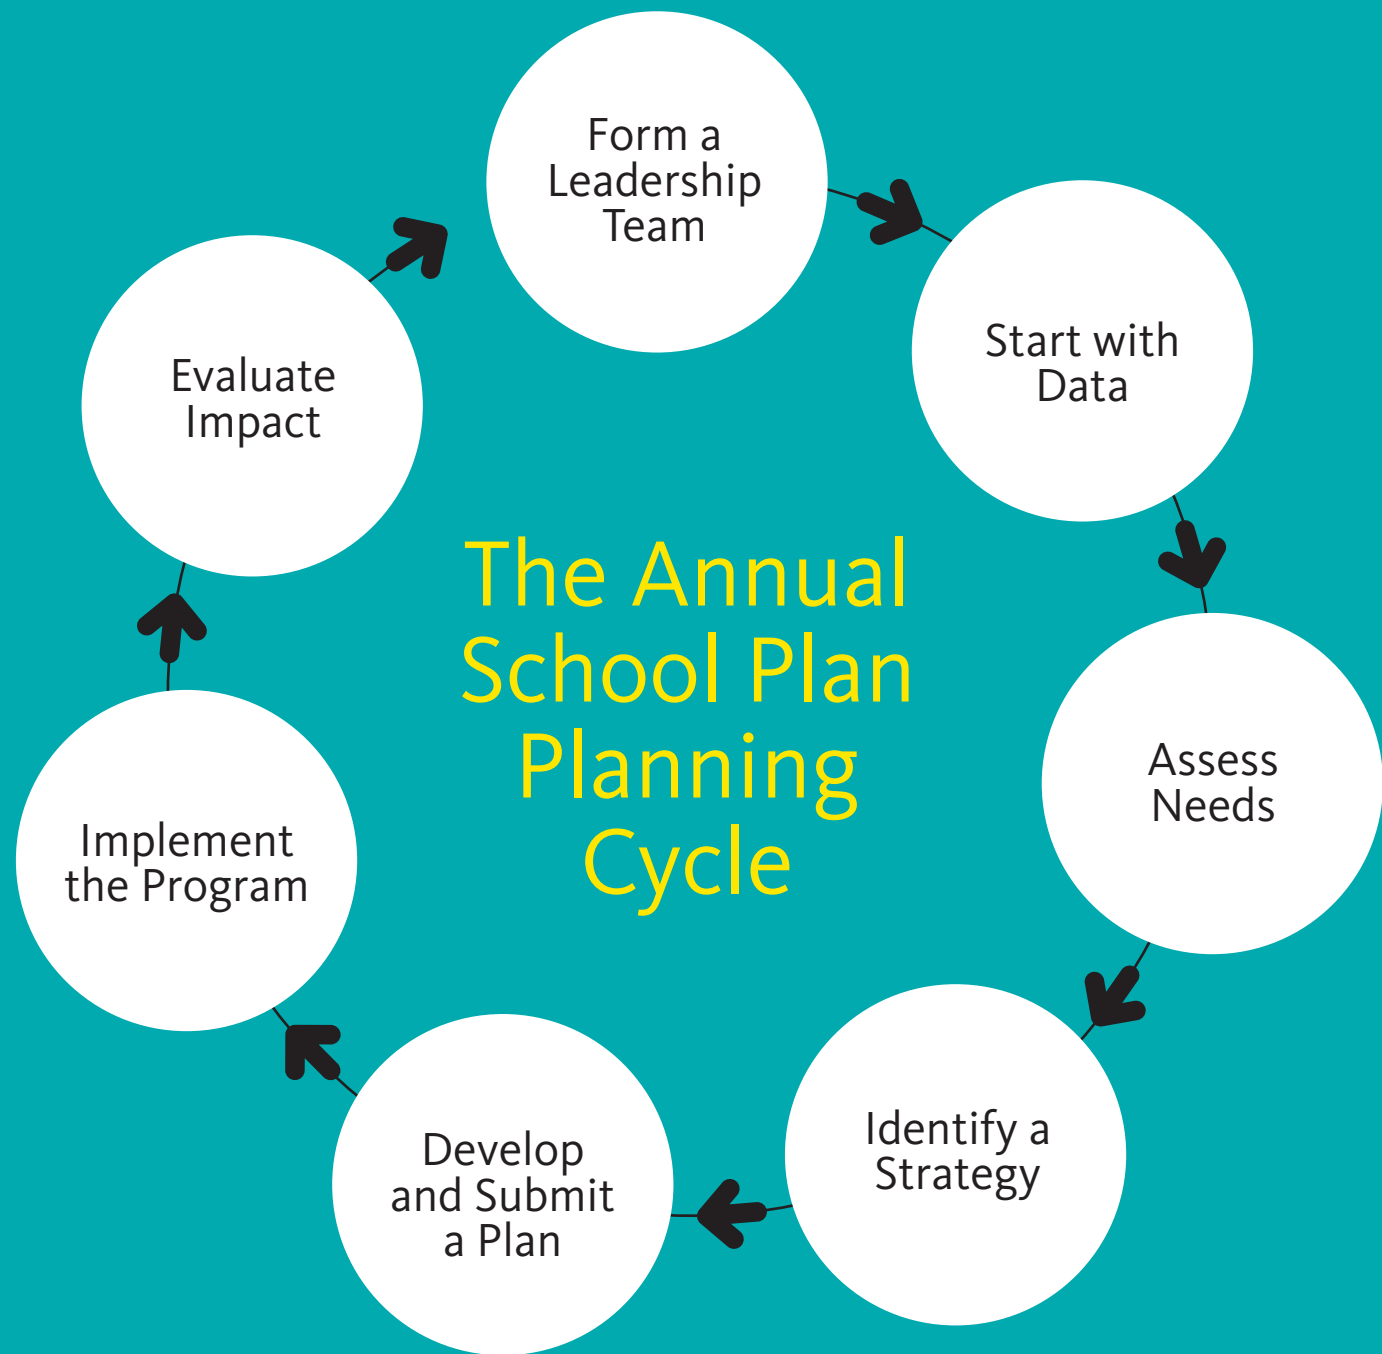 Form a
Leadership
Team
Start with
Data
Assess
Needs
Identify a
Strategy
Develop
and Submit
a Plan
Implement
the Program
Evaluate
Impact
The Annual
School Plan
Planning
Cycle